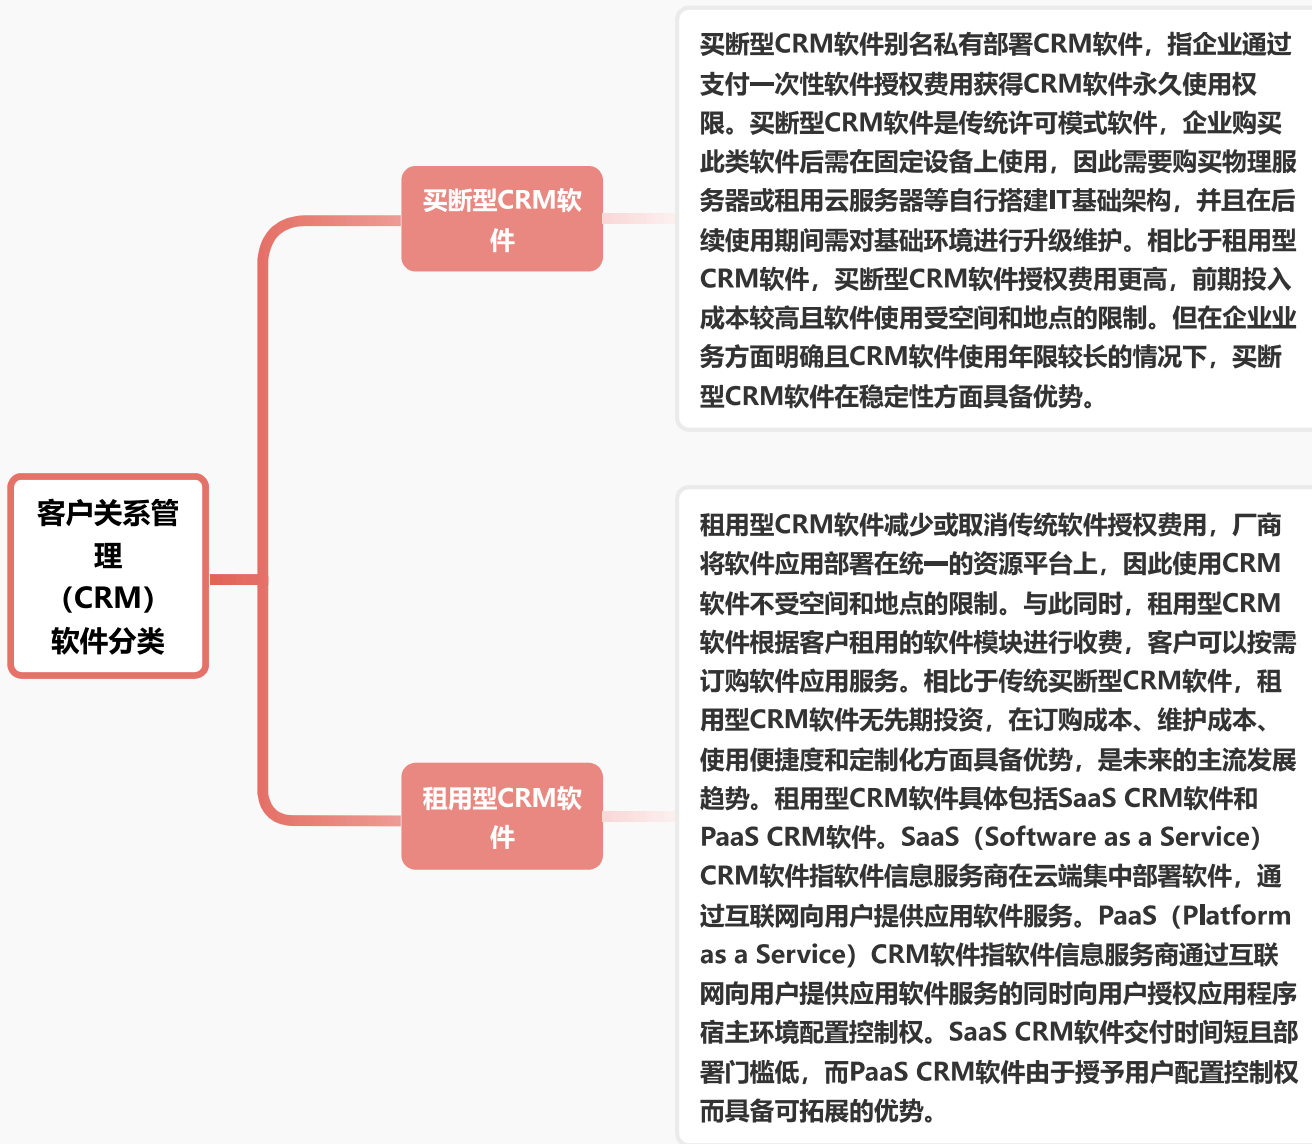 客户关系管
理
（CRM）
软件分类
买断型CRM软
件
买断型CRM软件别名私有部署CRM软件，指企业通过
支付一次性软件授权费用获得CRM软件永久使用权
限。买断型CRM软件是传统许可模式软件，企业购买
此类软件后需在固定设备上使用，因此需要购买物理服
务器或租用云服务器等自行搭建IT基础架构，并且在后
续使用期间需对基础环境进行升级维护。相比于租用型
CRM软件，买断型CRM软件授权费用更高，前期投入
成本较高且软件使用受空间和地点的限制。但在企业业
务方面明确且CRM软件使用年限较长的情况下，买断
型CRM软件在稳定性方面具备优势。
租用型CRM软
件
租用型CRM软件减少或取消传统软件授权费用，厂商
将软件应用部署在统一的资源平台上，因此使用CRM
软件不受空间和地点的限制。与此同时，租用型CRM
软件根据客户租用的软件模块进行收费，客户可以按需
订购软件应用服务。相比于传统买断型CRM软件，租
用型CRM软件无先期投资，在订购成本、维护成本、
使用便捷度和定制化方面具备优势，是未来的主流发展
趋势。租用型CRM软件具体包括SaaS CRM软件和
PaaS CRM软件。SaaS（Software as a Service）
CRM软件指软件信息服务商在云端集中部署软件，通
过互联网向用户提供应用软件服务。PaaS（Platform
as a Service）CRM软件指软件信息服务商通过互联
网向用户提供应用软件服务的同时向用户授权应用程序
宿主环境配置控制权。SaaS CRM软件交付时间短且部
署门槛低，而PaaS CRM软件由于授予用户配置控制权
而具备可拓展的优势。